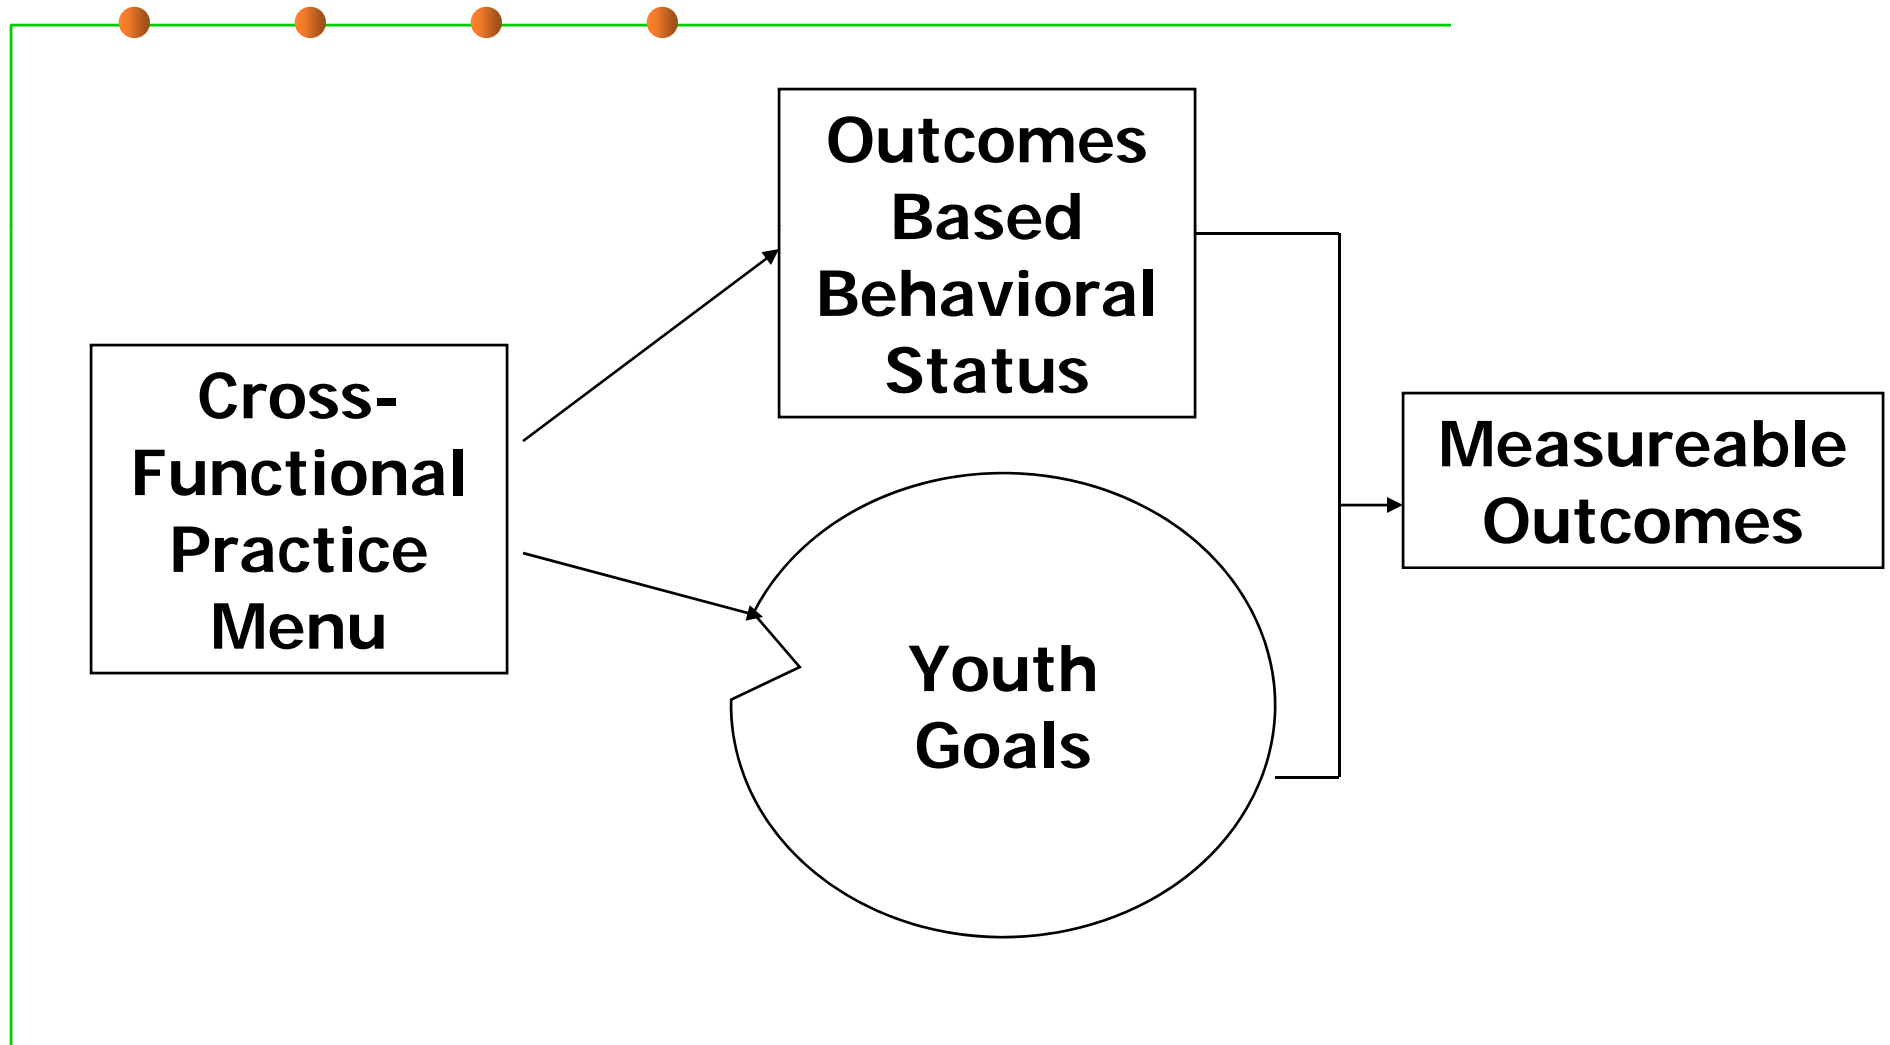 Outcomes
Based
Behavioral
Status
Cross-
Functional
Practice
Menu
Measureable
Outcomes
Youth
Goals